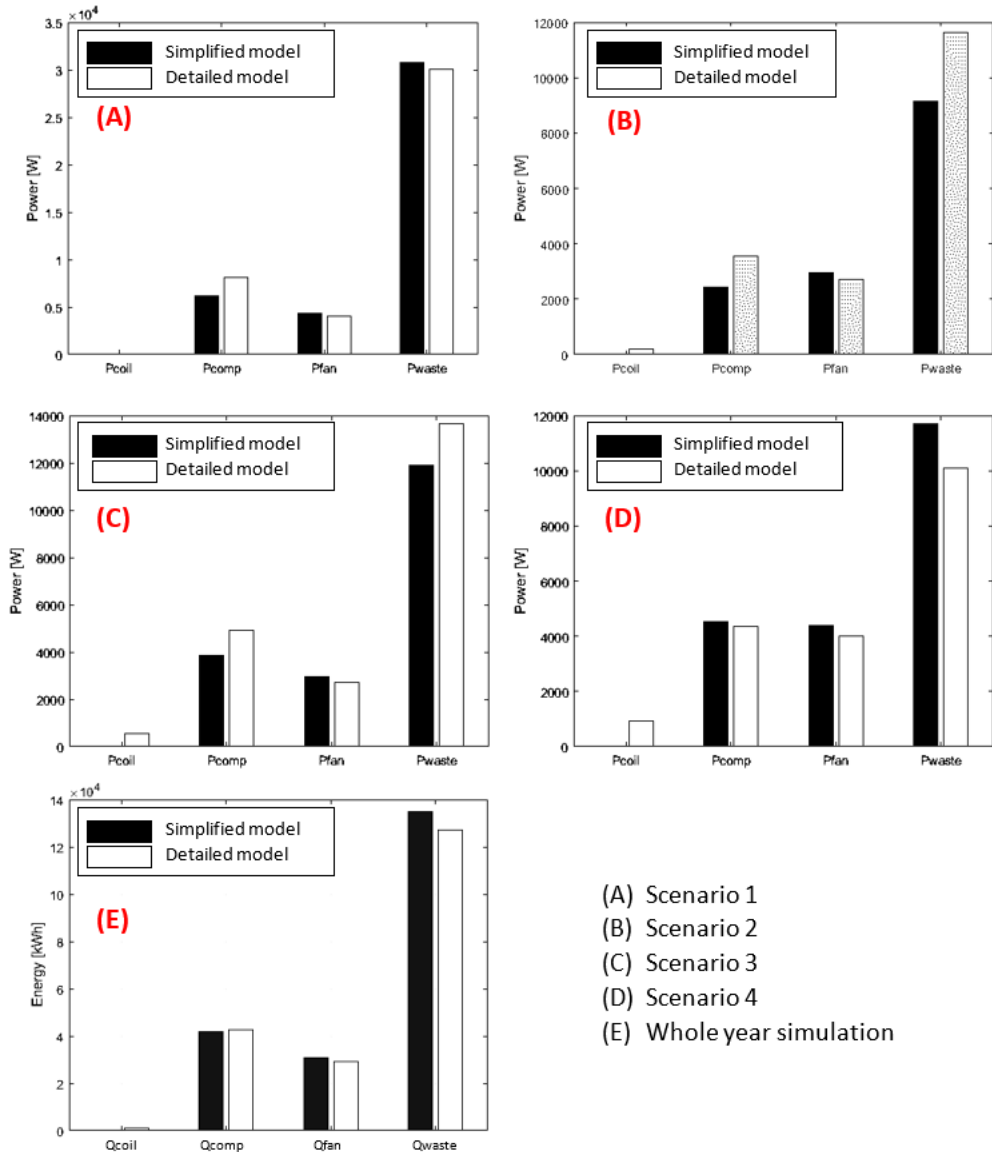 ×10⁴
3.5
3
2.5
2
1.5
1
0.5
0
Power [W]
Simplified model
Detailed model
(A)
Pcoil Pcomp Pfan Pwaste
12000
10000
8000
6000
4000
2000
0
Power [W]
Simplified model
Detailed model
(B)
Pcoil Pcomp Pfan Pwaste
14000
12000
10000
8000
6000
4000
2000
0
Power [W]
Simplified model
Detailed model
(C)
Pcoil Pcomp Pfan Pwaste
12000
10000
8000
6000
4000
2000
0
Power [W]
Simplified model
Detailed model
(D)
Pcoil Pcomp Pfan Pwaste
×10⁴
14
12
10
8
6
4
2
0
Energy [kWh]
Simplified model
Detailed model
(E)
Qcoil Qcomp Qfan Qwaste
(A) Scenario 1
(B) Scenario 2
(C) Scenario 3
(D) Scenario 4
(E) Whole year simulation